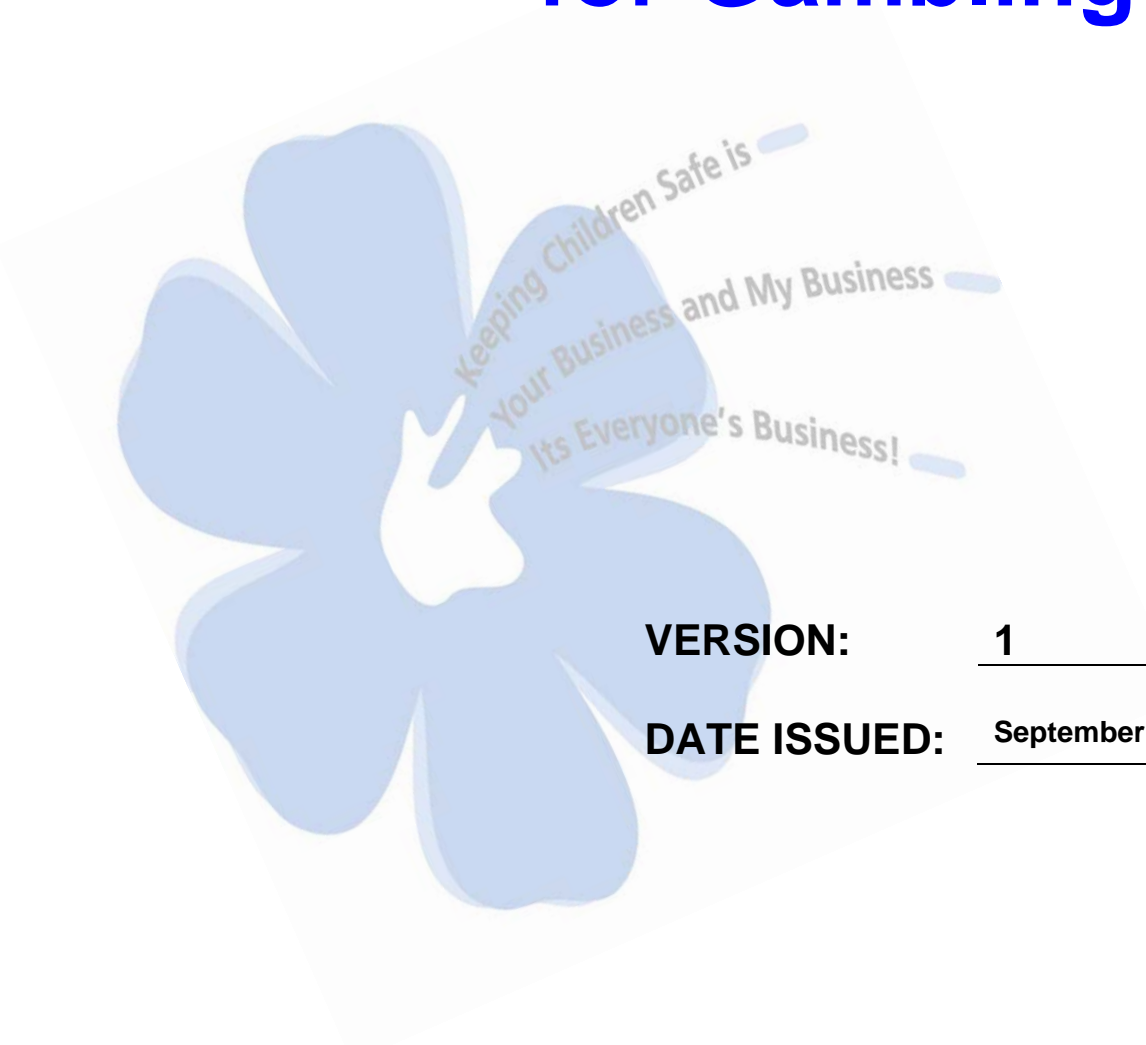 for Gambling
Keeping Children Safe is
Your Business and My Business
Its Everyone's Business!
VERSION: 1
DATE ISSUED: September